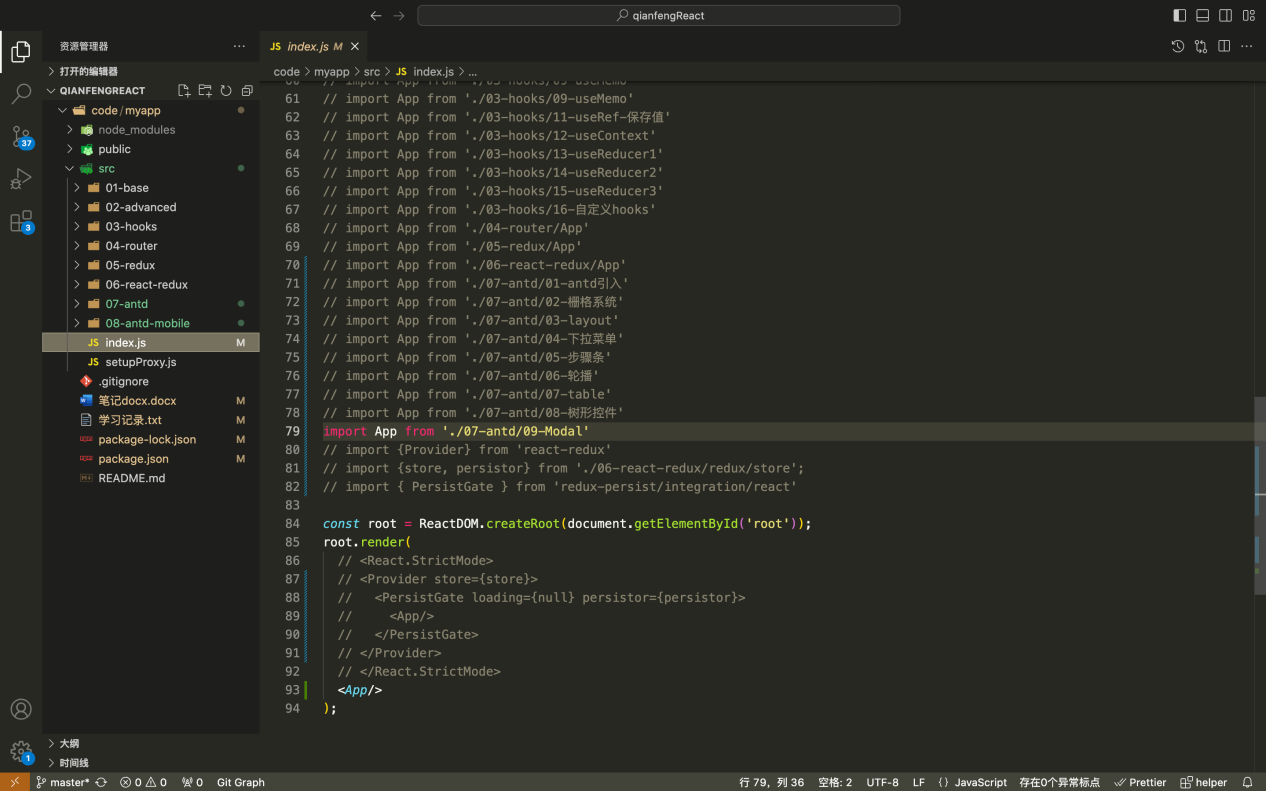 qianfengReact
资源管理器
打开的编辑器
QIANFENGREACT
code / myapp
node_modules
public
src
01-base
02-advanced
03-hooks
04-router
05-redux
06-react-redux
07-antd
08-antd-mobile
JS index.js M
JS setupProxy.js
.gitignore
笔记docx.docx M
学习记录.txt M
package-lock.json M
package.json M
README.md
大纲
时间线
37
3
1
JS index.js M
code > myapp > src > JS index.js > ...
60 // import App from './03-hooks/09-useMemo'
61 // import App from './03-hooks/09-useMemo'
62 // import App from './03-hooks/11-useRef-保存值'
63 // import App from './03-hooks/12-useContext'
64 // import App from './03-hooks/13-useReducer1'
65 // import App from './03-hooks/14-useReducer2'
66 // import App from './03-hooks/15-useReducer3'
67 // import App from './03-hooks/16-自定义hooks'
68 // import App from './04-router/App'
69 // import App from './05-redux/App'
70 // import App from './06-react-redux/App'
71 // import App from './07-antd/01-antd引入'
72 // import App from './07-antd/02-栅格系统'
73 // import App from './07-antd/03-layout'
74 // import App from './07-antd/04-下拉菜单'
75 // import App from './07-antd/05-步骤条'
76 // import App from './07-antd/06-轮播'
77 // import App from './07-antd/07-table'
78 // import App from './07-antd/08-树形控件'
79 import App from './07-antd/09-Modal'
80 // import {Provider} from 'react-redux'
81 // import {store, persistor} from './06-react-redux/redux/store';
82 // import { PersistGate } from 'redux-persist/integration/react'
83
84 const root = ReactDOM.createRoot(document.getElementById('root'));
85 root.render(
86 // <React.StrictMode>
87 // <Provider store={store}>
88 //   <PersistGate loading={null} persistor={persistor}>
89 //     <App/>
90 //   </PersistGate>
91 // </Provider>
92 // </React.StrictMode>
93 <App/>
94 );
master* 0 0 0 Git Graph 行 79，列 36 空格: 2 UTF-8 LF {} JavaScript 存在0个异常标点 Prettier helper